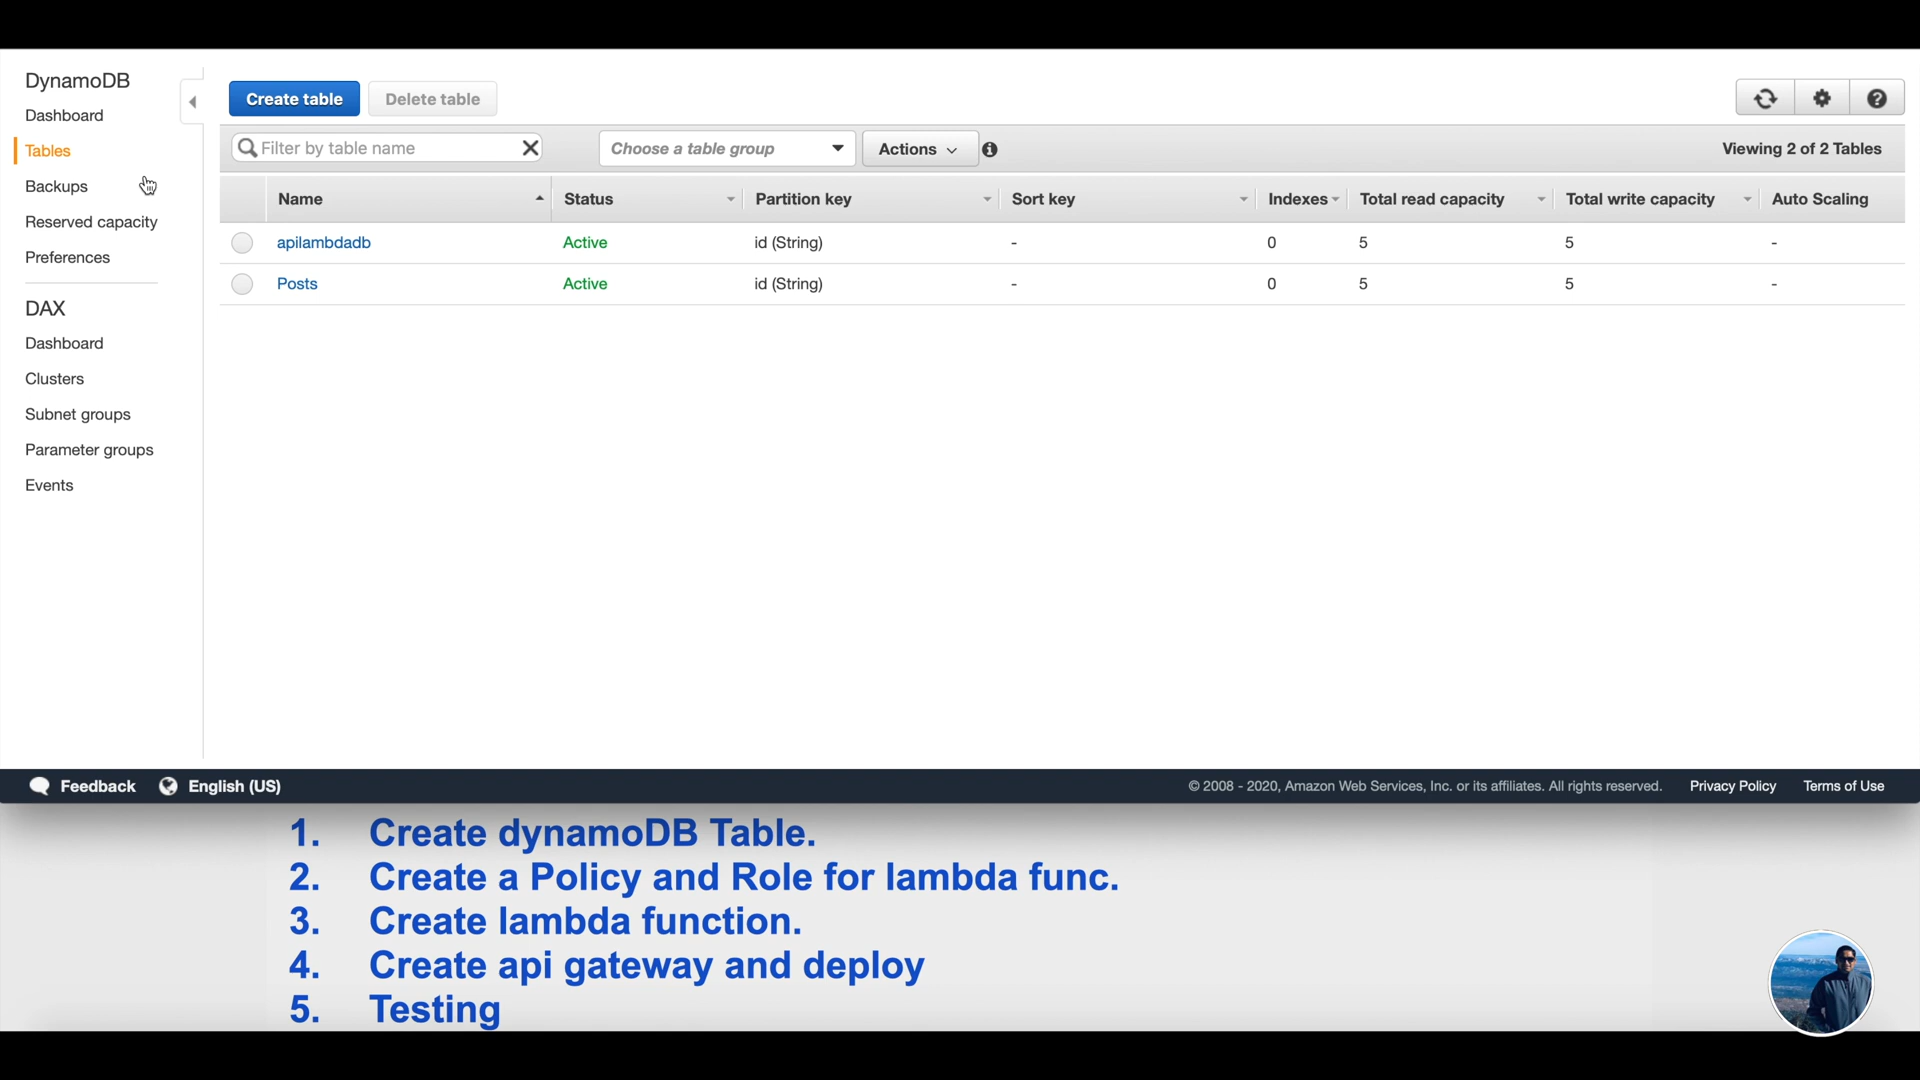 DynamoDB
Dashboard
Tables
Backups
Reserved capacity
Preferences
DAX
Dashboard
Clusters
Subnet groups
Parameter groups
Events
Create table Delete table
Filter by table name Choose a table group Actions Viewing 2 of 2 Tables
Name Status Partition key Sort key Indexes Total read capacity Total write capacity Auto Scaling
apilambdadb Active id (String) - 0 5 5 -
Posts Active id (String) - 0 5 5 -
Feedback English (US) © 2008 - 2020, Amazon Web Services, Inc. or its affiliates. All rights reserved. Privacy Policy Terms of Use
1. Create dynamoDB Table.
2. Create a Policy and Role for lambda func.
3. Create lambda function.
4. Create api gateway and deploy
5. Testing